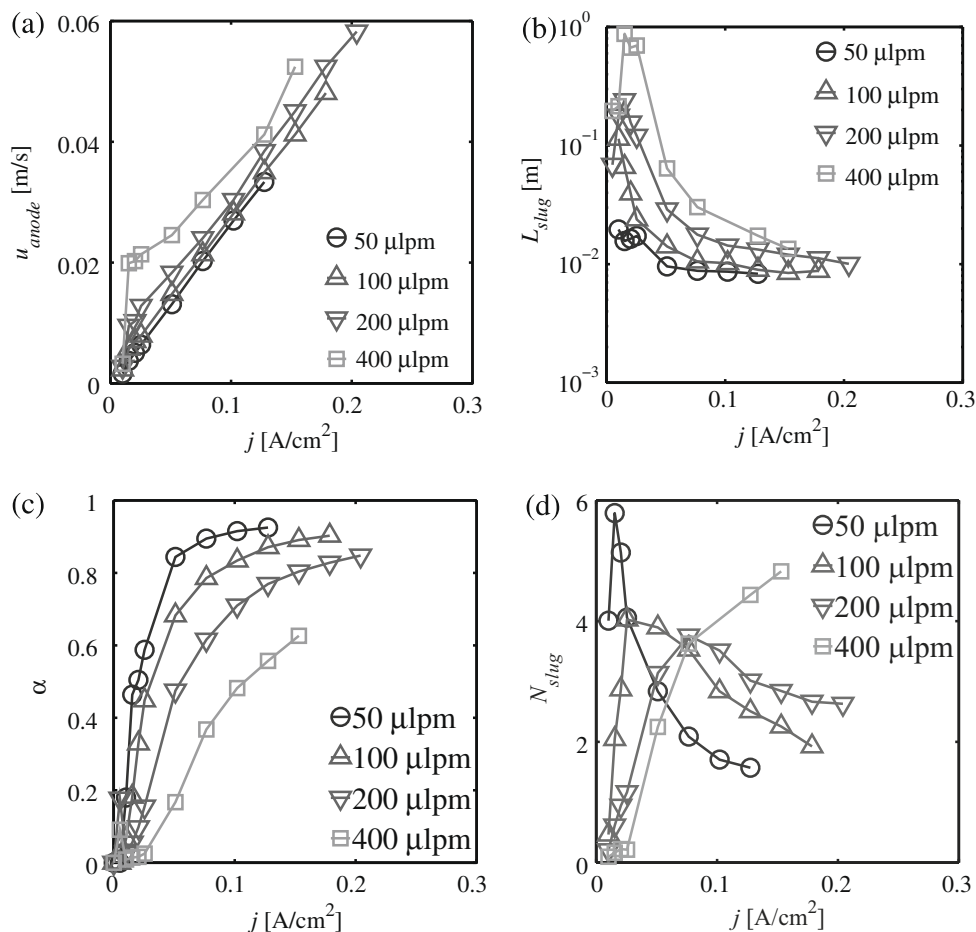 (a)
0.06
0.04
0.02
0
u_anode [m/s]
50 µlpm
100 µlpm
200 µlpm
400 µlpm
0 0.1 0.2 0.3
j [A/cm²]
(b)
10⁰
10⁻¹
10⁻²
10⁻³
L_slug [m]
50 µlpm
100 µlpm
200 µlpm
400 µlpm
0 0.1 0.2 0.3
j [A/cm²]
(c)
1
0.8
0.6
0.4
0.2
0
α
50 µlpm
100 µlpm
200 µlpm
400 µlpm
0 0.1 0.2 0.3
j [A/cm²]
(d)
6
4
2
0
N_slug
50 µlpm
100 µlpm
200 µlpm
400 µlpm
0 0.1 0.2 0.3
j [A/cm²]